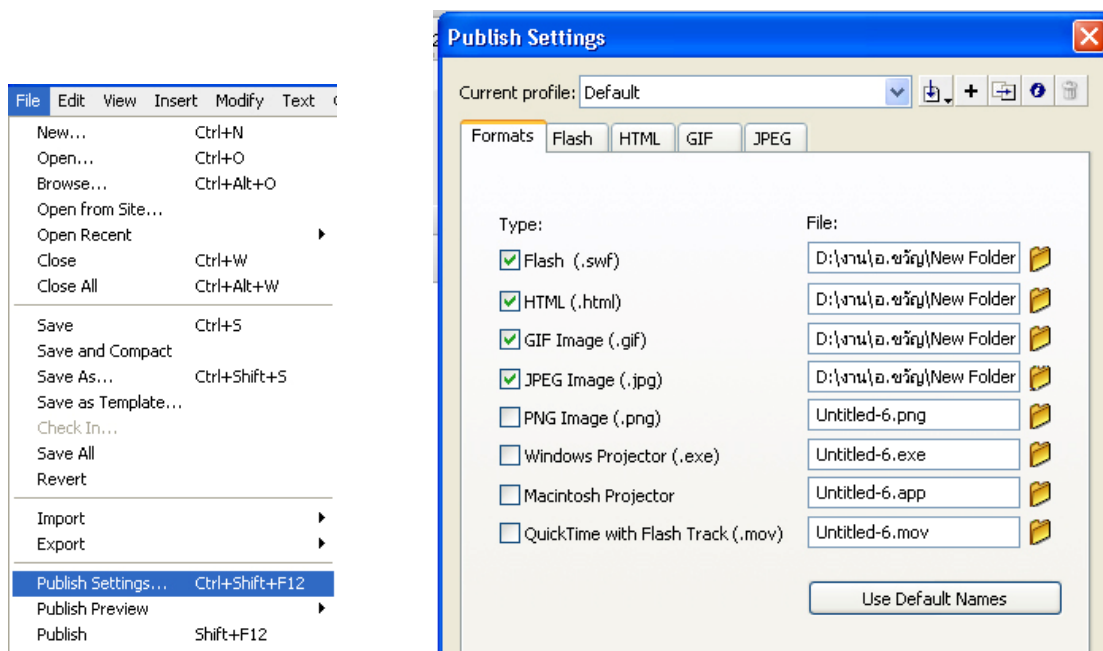 File Edit View Insert Modify Text
New... Ctrl+N
Open... Ctrl+O
Browse... Ctrl+Alt+O
Open from Site...
Open Recent
Close Ctrl+W
Close All Ctrl+Alt+W
Save Ctrl+S
Save and Compact
Save As... Ctrl+Shift+S
Save as Template...
Check In...
Save All
Revert
Import
Export
Publish Settings... Ctrl+Shift+F12
Publish Preview
Publish Shift+F12
Publish Settings
Current profile: Default
Formats Flash HTML GIF JPEG
Type: File:
Flash (.swf) D:\งาน\อ.ขวัญ\New Folder
HTML (.html) D:\งาน\อ.ขวัญ\New Folder
GIF Image (.gif) D:\งาน\อ.ขวัญ\New Folder
JPEG Image (.jpg) D:\งาน\อ.ขวัญ\New Folder
PNG Image (.png) Untitled-6.png
Windows Projector (.exe) Untitled-6.exe
Macintosh Projector Untitled-6.app
QuickTime with Flash Track (.mov) Untitled-6.mov
Use Default Names